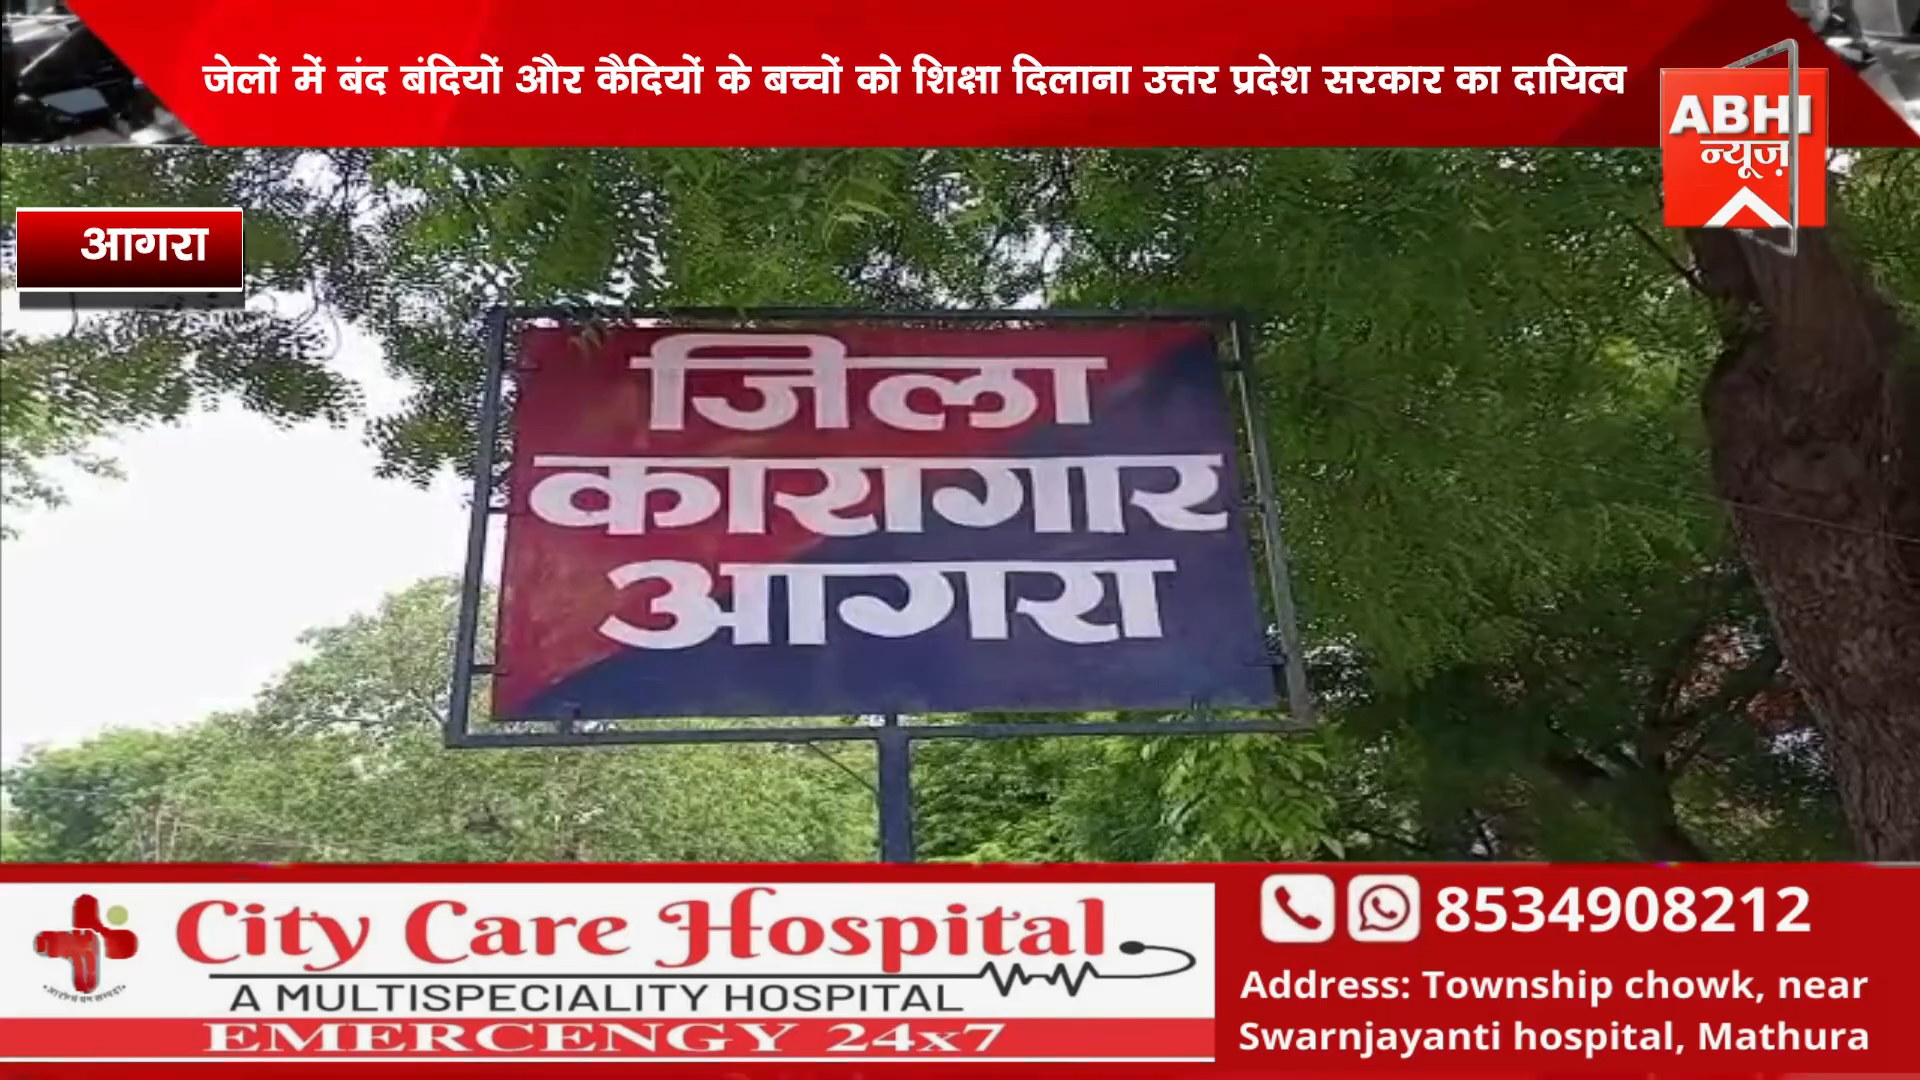 जेलों में बंद बंदियों और कैदियों के बच्चों को शिक्षा दिलाना उत्तर प्रदेश सरकार का दायित्व
ABHI
न्यूज़
आगरा
जिला
कारागार
आगरा
City Care Hospital
A MULTISPECIALITY HOSPITAL
EMERCENGY 24x7
8534908212
Address: Township chowk, near
Swarnjayanti hospital, Mathura